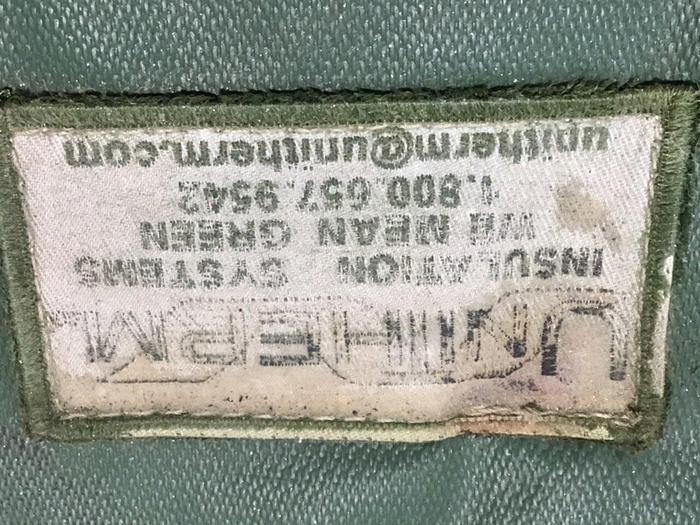 UNITHERM
INSULATION SYSTEMS
WE MEAN GREEN
1.800.657.9542
unitherm@unitherm.com